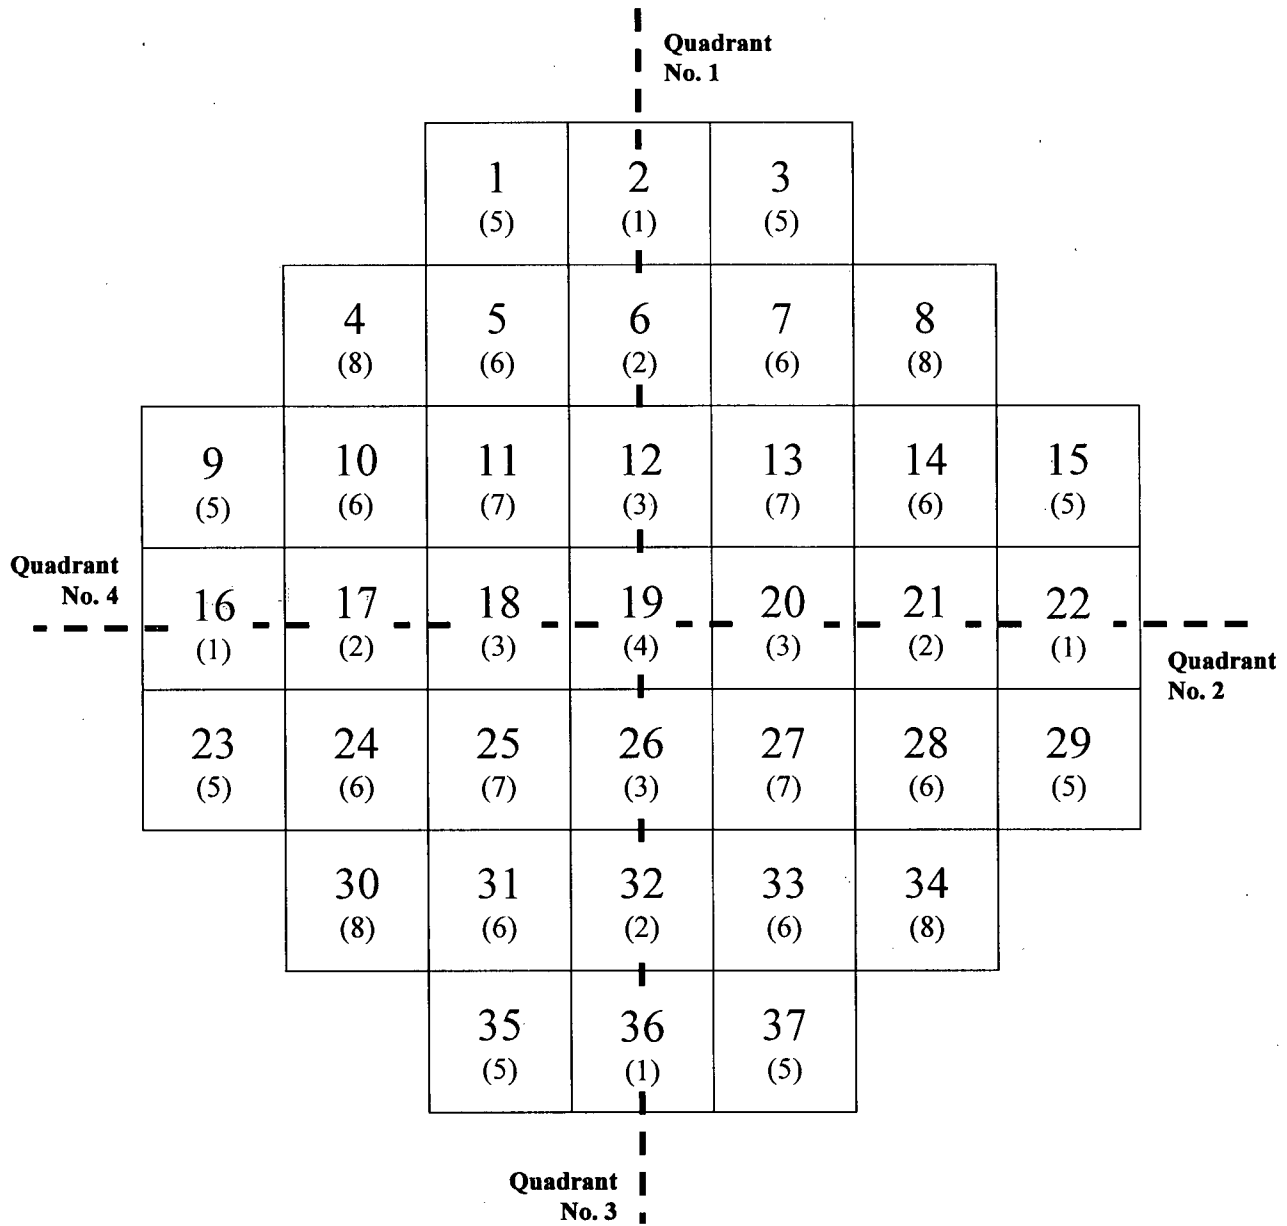 Quadrant
No. 1
1 2 3
(5) (1) (5)
4 5 6 7 8
(8) (6) (2) (6) (8)
9 10 11 12 13 14 15
(5) (6) (7) (3) (7) (6) (5)
Quadrant
No. 4
16 17 18 19 20 21 22
(1) (2) (3) (4) (3) (2) (1)
Quadrant
No. 2
23 24 25 26 27 28 29
(5) (6) (7) (3) (7) (6) (5)
30 31 32 33 34
(8) (6) (2) (6) (8)
35 36 37
(5) (1) (5)
Quadrant
No. 3